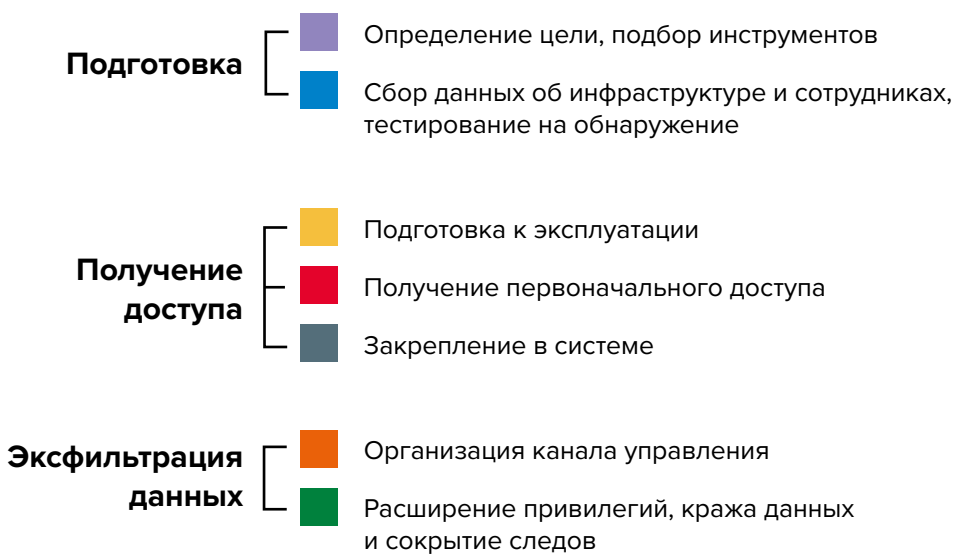 Подготовка
Определение цели, подбор инструментов
Сбор данных об инфраструктуре и сотрудниках,
тестирование на обнаружение
Получение
доступа
Подготовка к эксплуатации
Получение первоначального доступа
Закрепление в системе
Эксфильтрация
данных
Организация канала управления
Расширение привилегий, кража данных
и сокрытие следов